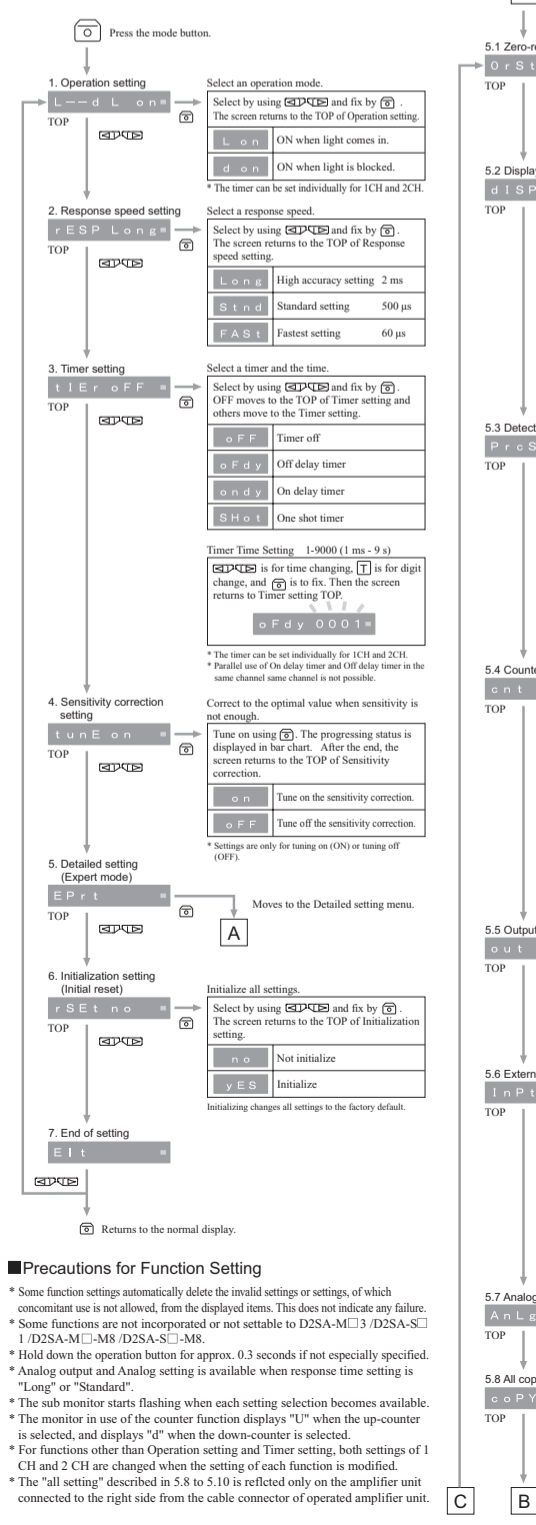 Press the mode button.
1. Operation setting
L--d L on=
TOP
Select an operation mode.
Select by using and fix by .
The screen returns to the TOP of Operation setting.
L on ON when light comes in.
d on ON when light is blocked.
* The timer can be set individually for 1CH and 2CH.
2. Response speed setting
rESP Long=
TOP
Select a response speed.
Select by using and fix by .
The screen returns to the TOP of Response
speed setting.
Long High accuracy setting 2 ms
Stnd Standard setting 500 μs
FASt Fastest setting 60 μs
3. Timer setting
tIEr oFF =
TOP
Select a timer and the time.
Select by using and fix by .
OFF moves to the TOP of Timer setting and
others move to the Timer setting.
oFF Timer off
oFdy Off delay timer
ondy On delay timer
SHot One shot timer
Timer Time Setting 1-9000 (1 ms - 9 s)
is for time changing, T is for digit
change, and is to fix. Then the screen
returns to Timer setting TOP.
oFdy 0001=
* The timer can be set individually for 1CH and 2CH.
* Parallel use of On delay timer and Off delay timer in the
same channel same channel is not possible.
4. Sensitivity correction
setting
tunE on =
TOP
Correct to the optimal value when sensitivity is
not enough.
Tune on using . The progressing status is
displayed in bar chart. After the end, the
screen returns to the TOP of Sensitivity
correction.
on Tune on the sensitivity correction.
oFF Tune off the sensitivity correction.
* Settings are only for tuning on (ON) or tuning off
(OFF).
5. Detailed setting
(Expert mode)
EPrt =
TOP
Moves to the Detailed setting menu.
A
6. Initialization setting
(Initial reset)
rSEt no =
TOP
Initialize all settings.
Select by using and fix by .
The screen returns to the TOP of Initialization
setting.
no Not initialize
yES Initialize
Initializing changes all settings to the factory default.
7. End of setting
EIt =
Returns to the normal display.
■Precautions for Function Setting
* Some function settings automatically delete the invalid settings or settings, of which
concomitant use is not allowed, from the displayed items. This does not indicate any failure.
* Some functions are not incorporated or not settable to D2SA-M□3 /D2SA-S□
1 /D2SA-M□-M8 /D2SA-S□-M8.
* Hold down the operation button for approx. 0.3 seconds if not especially specified.
* Analog output and Analog setting is available when response time setting is
"Long" or "Standard".
* The sub monitor starts flashing when each setting selection becomes available.
* The monitor in use of the counter function displays "U" when the up-counter
is selected, and displays "d" when the down-counter is selected.
* For functions other than Operation setting and Timer setting, both settings of 1
CH and 2 CH are changed when the setting of each function is modified.
* The "all setting" described in 5.8 to 5.10 is reflcted only on the amplifier unit
connected to the right side from the cable connector of operated amplifier unit.
5.1 Zero-re
0rSt
TOP
5.2 Display
dISP
TOP
5.3 Detect
PrcS
TOP
5.4 Counte
cnt
TOP
5.5 Output
out
TOP
5.6 Extern
InPt
TOP
5.7 Analog
AnLg
TOP
5.8 All cop
coPY
TOP
C
B